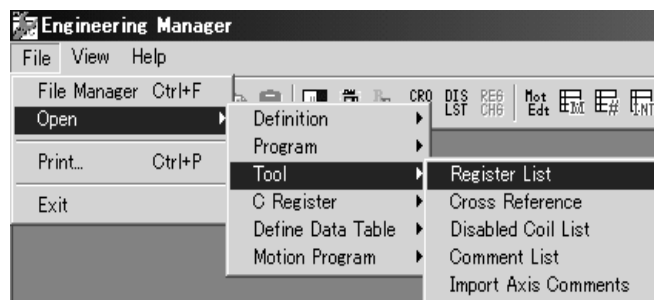 Engineering Manager
File View Help
File Manager Ctrl+F
Open
Print... Ctrl+P
Exit
CRO DIS LST REG CHG Mot Edt
Definition
Program
Tool
C Register
Define Data Table
Motion Program
Register List
Cross Reference
Disabled Coil List
Comment List
Import Axis Comments